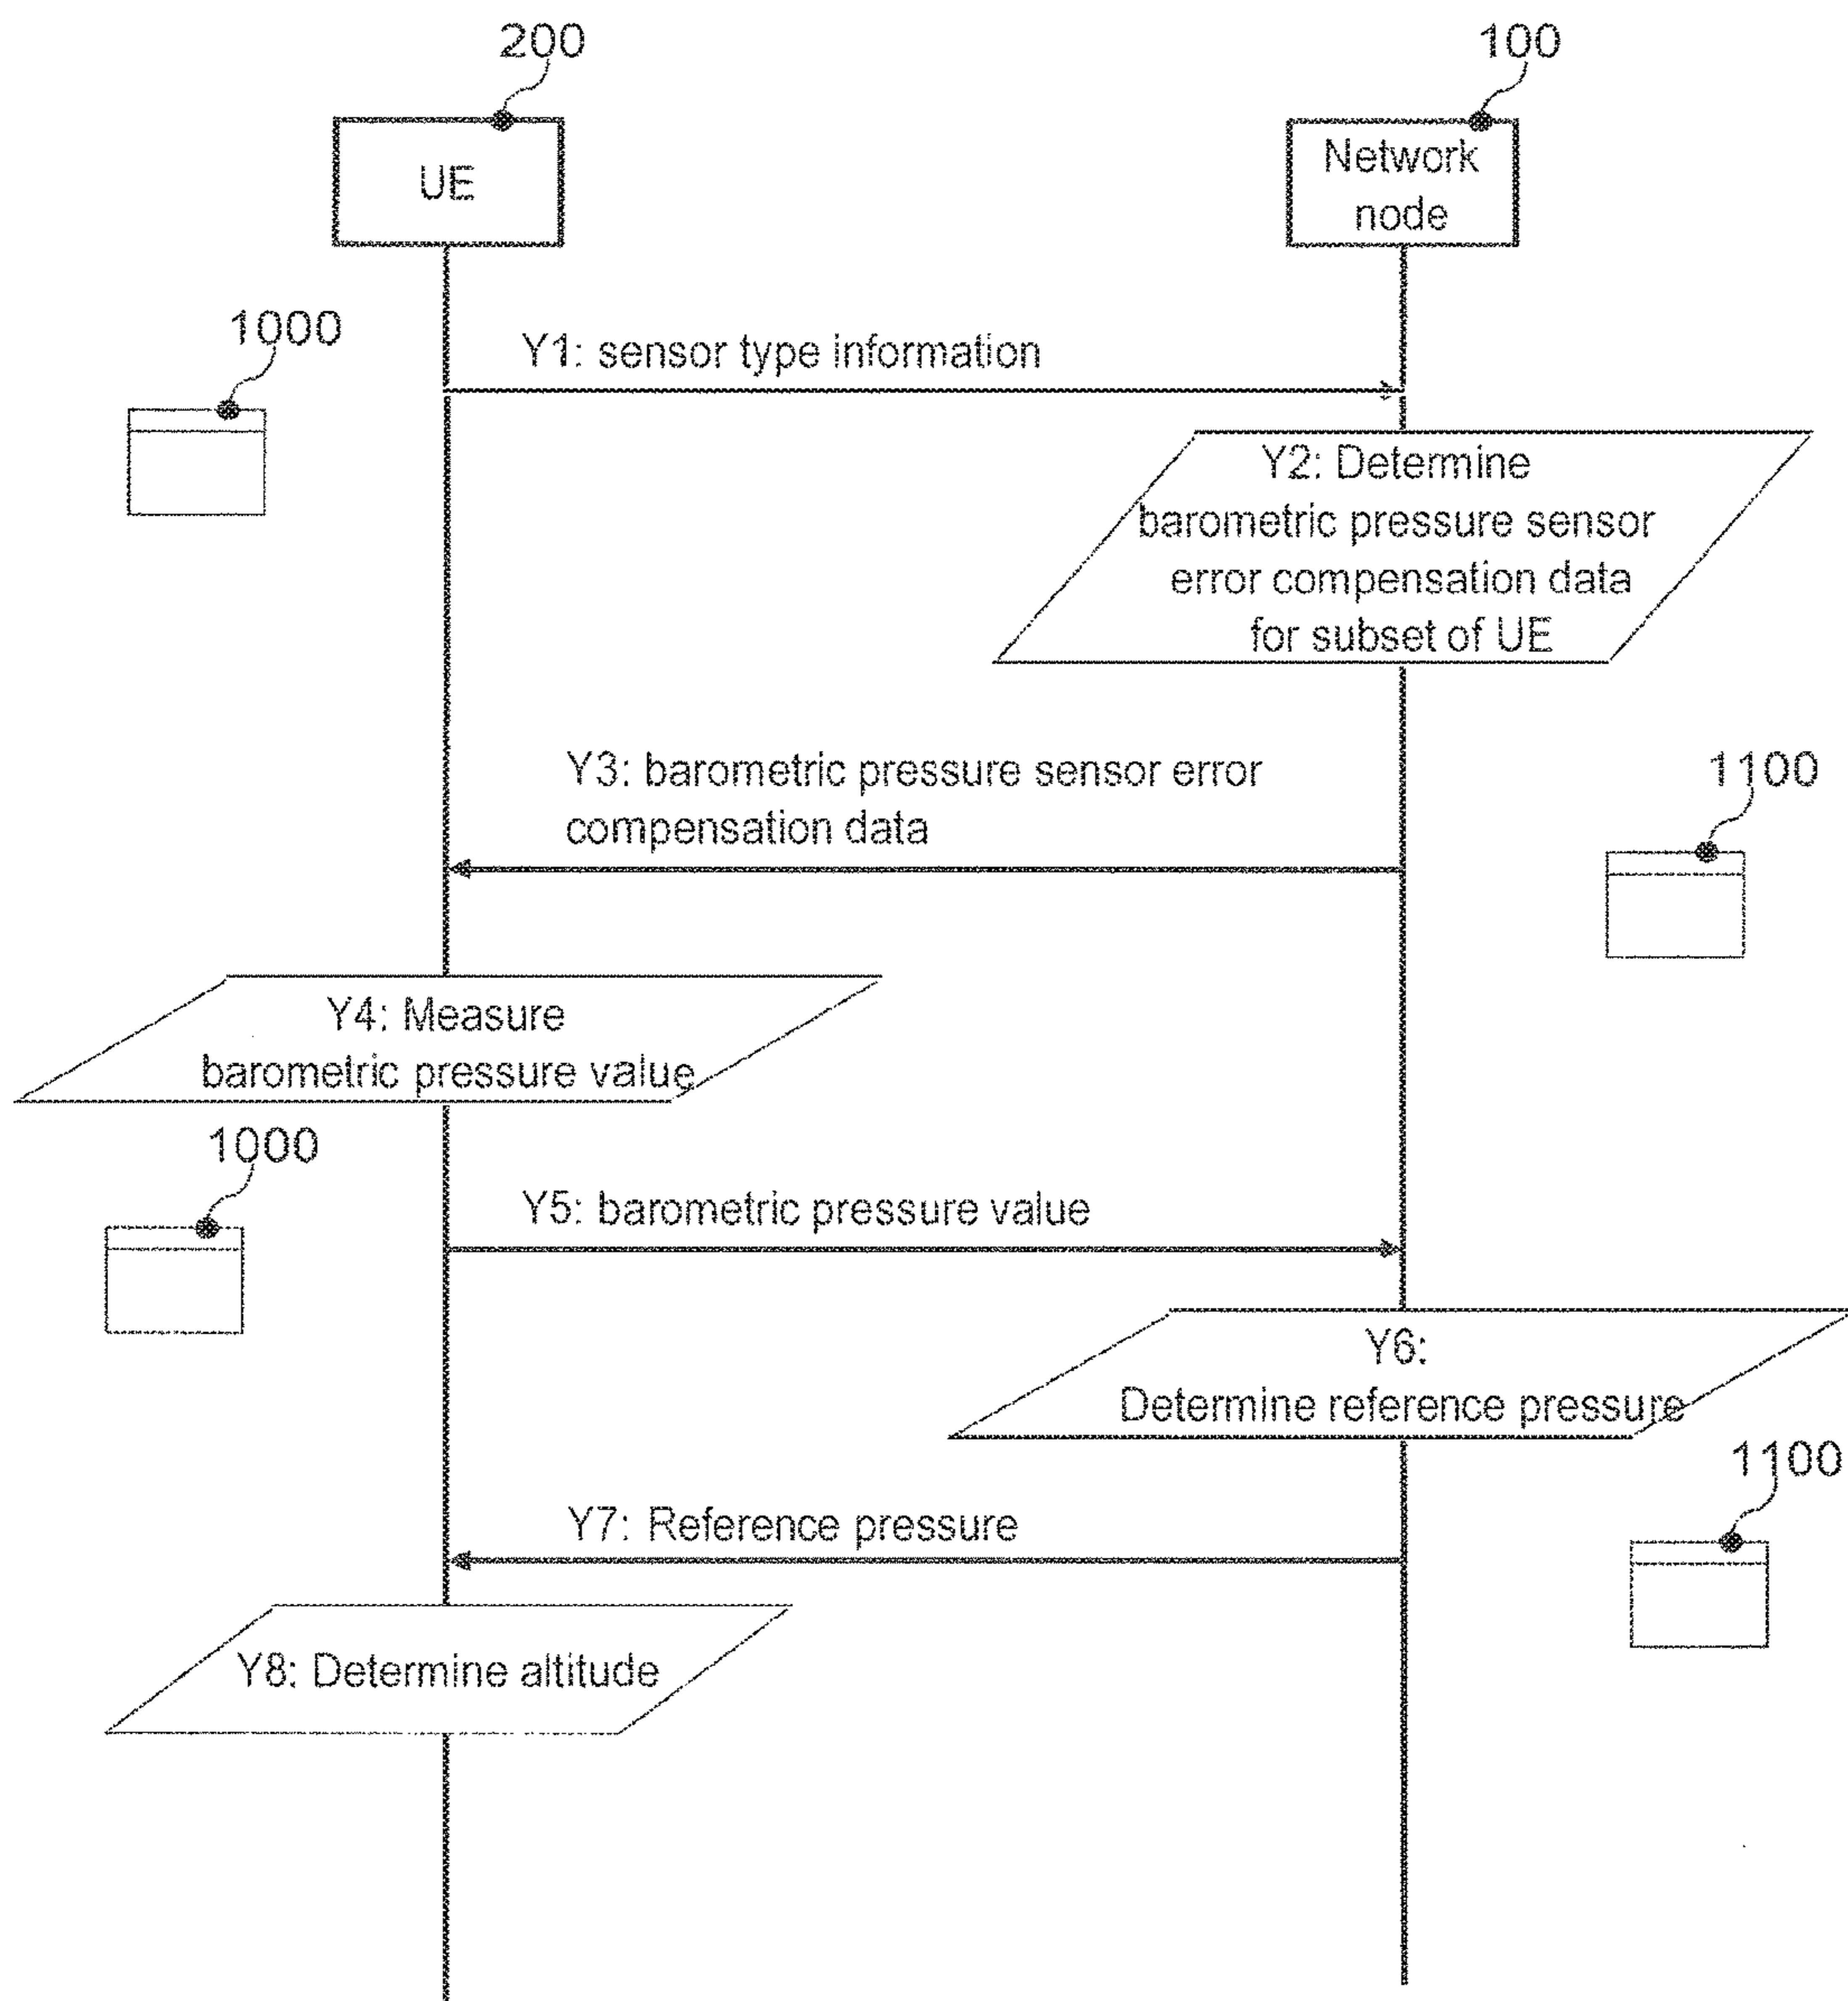 200
100
UE
Network
node
1000
Y1: sensor type information
Y2: Determine
barometric pressure sensor
error compensation data
for subset of UE
Y3: barometric pressure sensor error
compensation data
1100
Y4: Measure
barometric pressure value
1000
Y5: barometric pressure value
Y6:
Determine reference pressure
1100
Y7: Reference pressure
Y8: Determine altitude